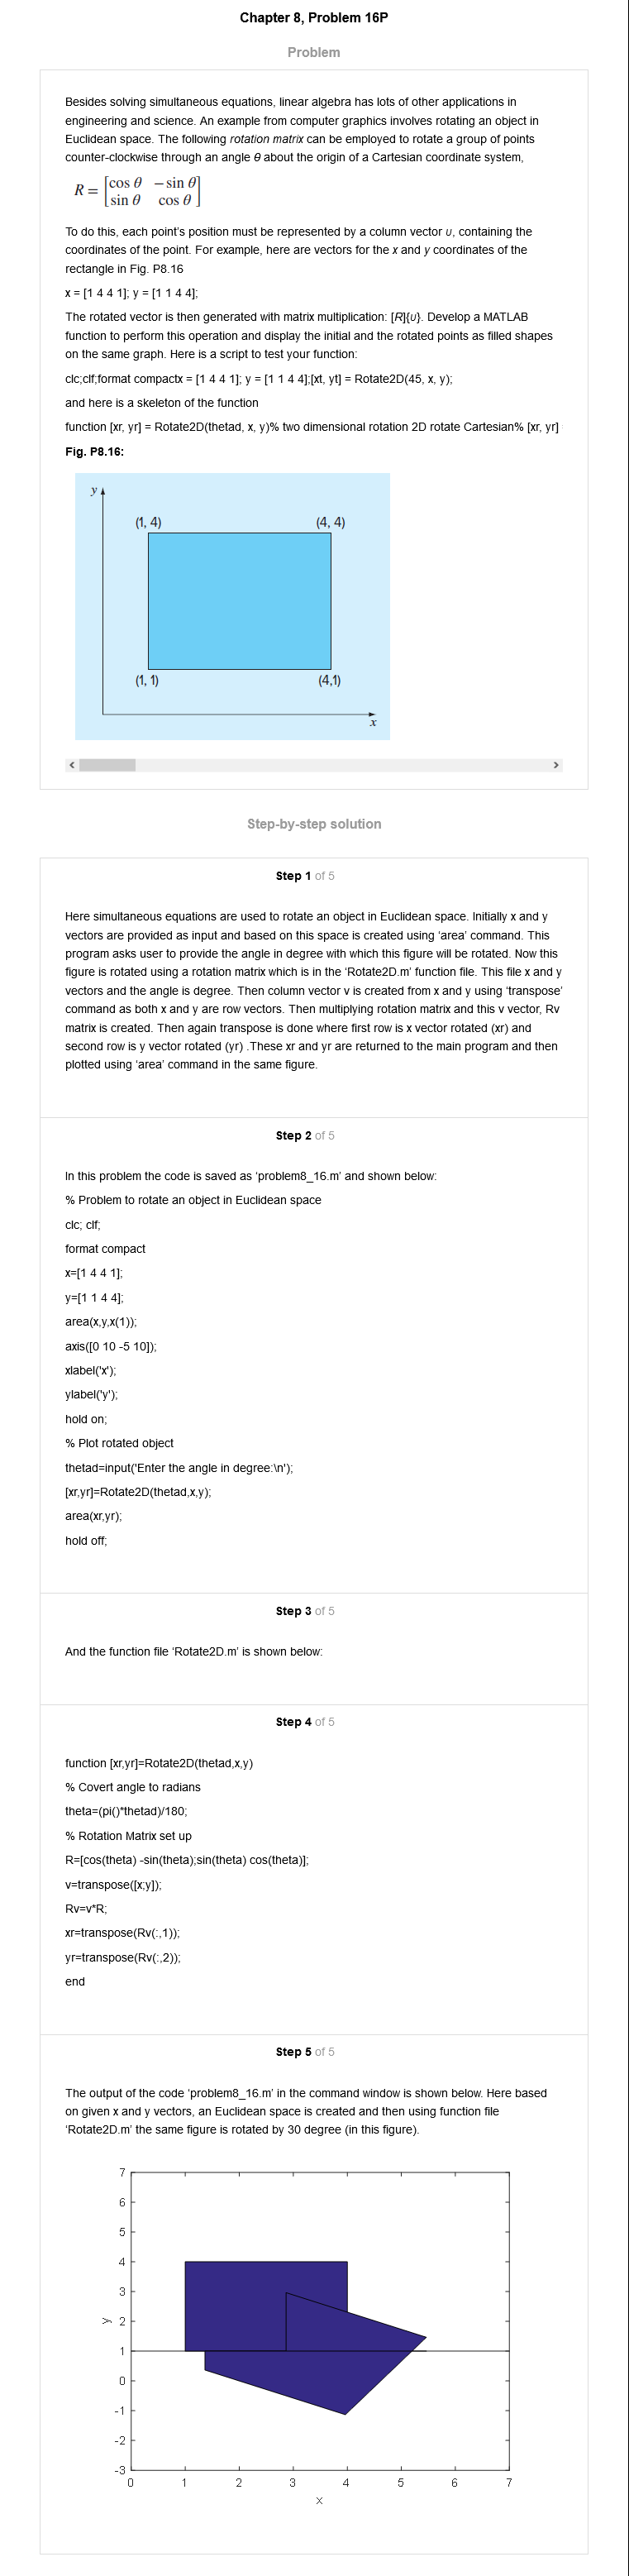 Chapter 8, Problem 16P
Problem
Besides solving simultaneous equations, linear algebra has lots of other applications in
engineering and science. An example from computer graphics involves rotating an object in
Euclidean space. The following rotation matrix can be employed to rotate a group of points
counter-clockwise through an angle θ about the origin of a Cartesian coordinate system,
R = [cos θ −sin θ
sin θ cos θ]
To do this, each point's position must be represented by a column vector υ, containing the
coordinates of the point. For example, here are vectors for the x and y coordinates of the
rectangle in Fig. P8.16
x = [1 4 4 1]; y = [1 1 4 4];
The rotated vector is then generated with matrix multiplication: [R]{υ}. Develop a MATLAB
function to perform this operation and display the initial and the rotated points as filled shapes
on the same graph. Here is a script to test your function:
clc;clf;format compactx = [1 4 4 1]; y = [1 1 4 4];[xt, yt] = Rotate2D(45, x, y);
and here is a skeleton of the function
function [xr, yr] = Rotate2D(thetad, x, y)% two dimensional rotation 2D rotate Cartesian% [xr, yr]
Fig. P8.16:
y
(1, 4) (4, 4)
(1, 1) (4,1)
x
Step-by-step solution
Step 1 of 5
Here simultaneous equations are used to rotate an object in Euclidean space. Initially x and y
vectors are provided as input and based on this space is created using ‘area’ command. This
program asks user to provide the angle in degree with which this figure will be rotated. Now this
figure is rotated using a rotation matrix which is in the ‘Rotate2D.m’ function file. This file x and y
vectors and the angle is degree. Then column vector v is created from x and y using ‘transpose’
command as both x and y are row vectors. Then multiplying rotation matrix and this v vector, Rv
matrix is created. Then again transpose is done where first row is x vector rotated (xr) and
second row is y vector rotated (yr) .These xr and yr are returned to the main program and then
plotted using ‘area’ command in the same figure.
Step 2 of 5
In this problem the code is saved as ‘problem8_16.m’ and shown below:
% Problem to rotate an object in Euclidean space
clc; clf;
format compact
x=[1 4 4 1];
y=[1 1 4 4];
area(x,y,x(1));
axis([0 10 -5 10]);
xlabel('x');
ylabel('y');
hold on;
% Plot rotated object
thetad=input('Enter the angle in degree:\n');
[xr,yr]=Rotate2D(thetad,x,y);
area(xr,yr);
hold off;
Step 3 of 5
And the function file ‘Rotate2D.m’ is shown below:
Step 4 of 5
function [xr,yr]=Rotate2D(thetad,x,y)
% Covert angle to radians
theta=(pi()*thetad)/180;
% Rotation Matrix set up
R=[cos(theta) -sin(theta);sin(theta) cos(theta)];
v=transpose([x;y]);
Rv=v*R;
xr=transpose(Rv(:,1));
yr=transpose(Rv(:,2));
end
Step 5 of 5
The output of the code ‘problem8_16.m’ in the command window is shown below. Here based
on given x and y vectors, an Euclidean space is created and then using function file
‘Rotate2D.m’ the same figure is rotated by 30 degree (in this figure).
7
6
5
4
3
2
1
0
-1
-2
-3
y
0 1 2 3 4 5 6 7
x